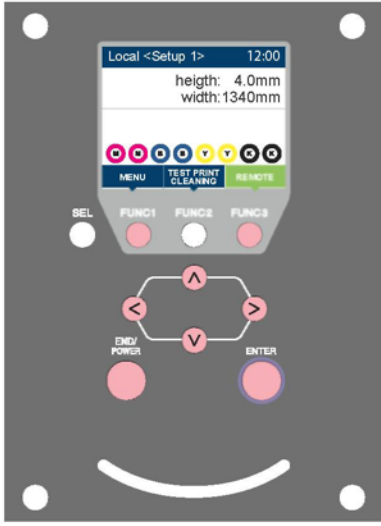 Local <Setup 1> 12:00
heigth: 4.0mm
width:1340mm
M M B B Y Y K K
MENU TEST PRINT CLEANING REMOTE
SEL FUNC1 FUNC2 FUNC3
END/
POWER
ENTER